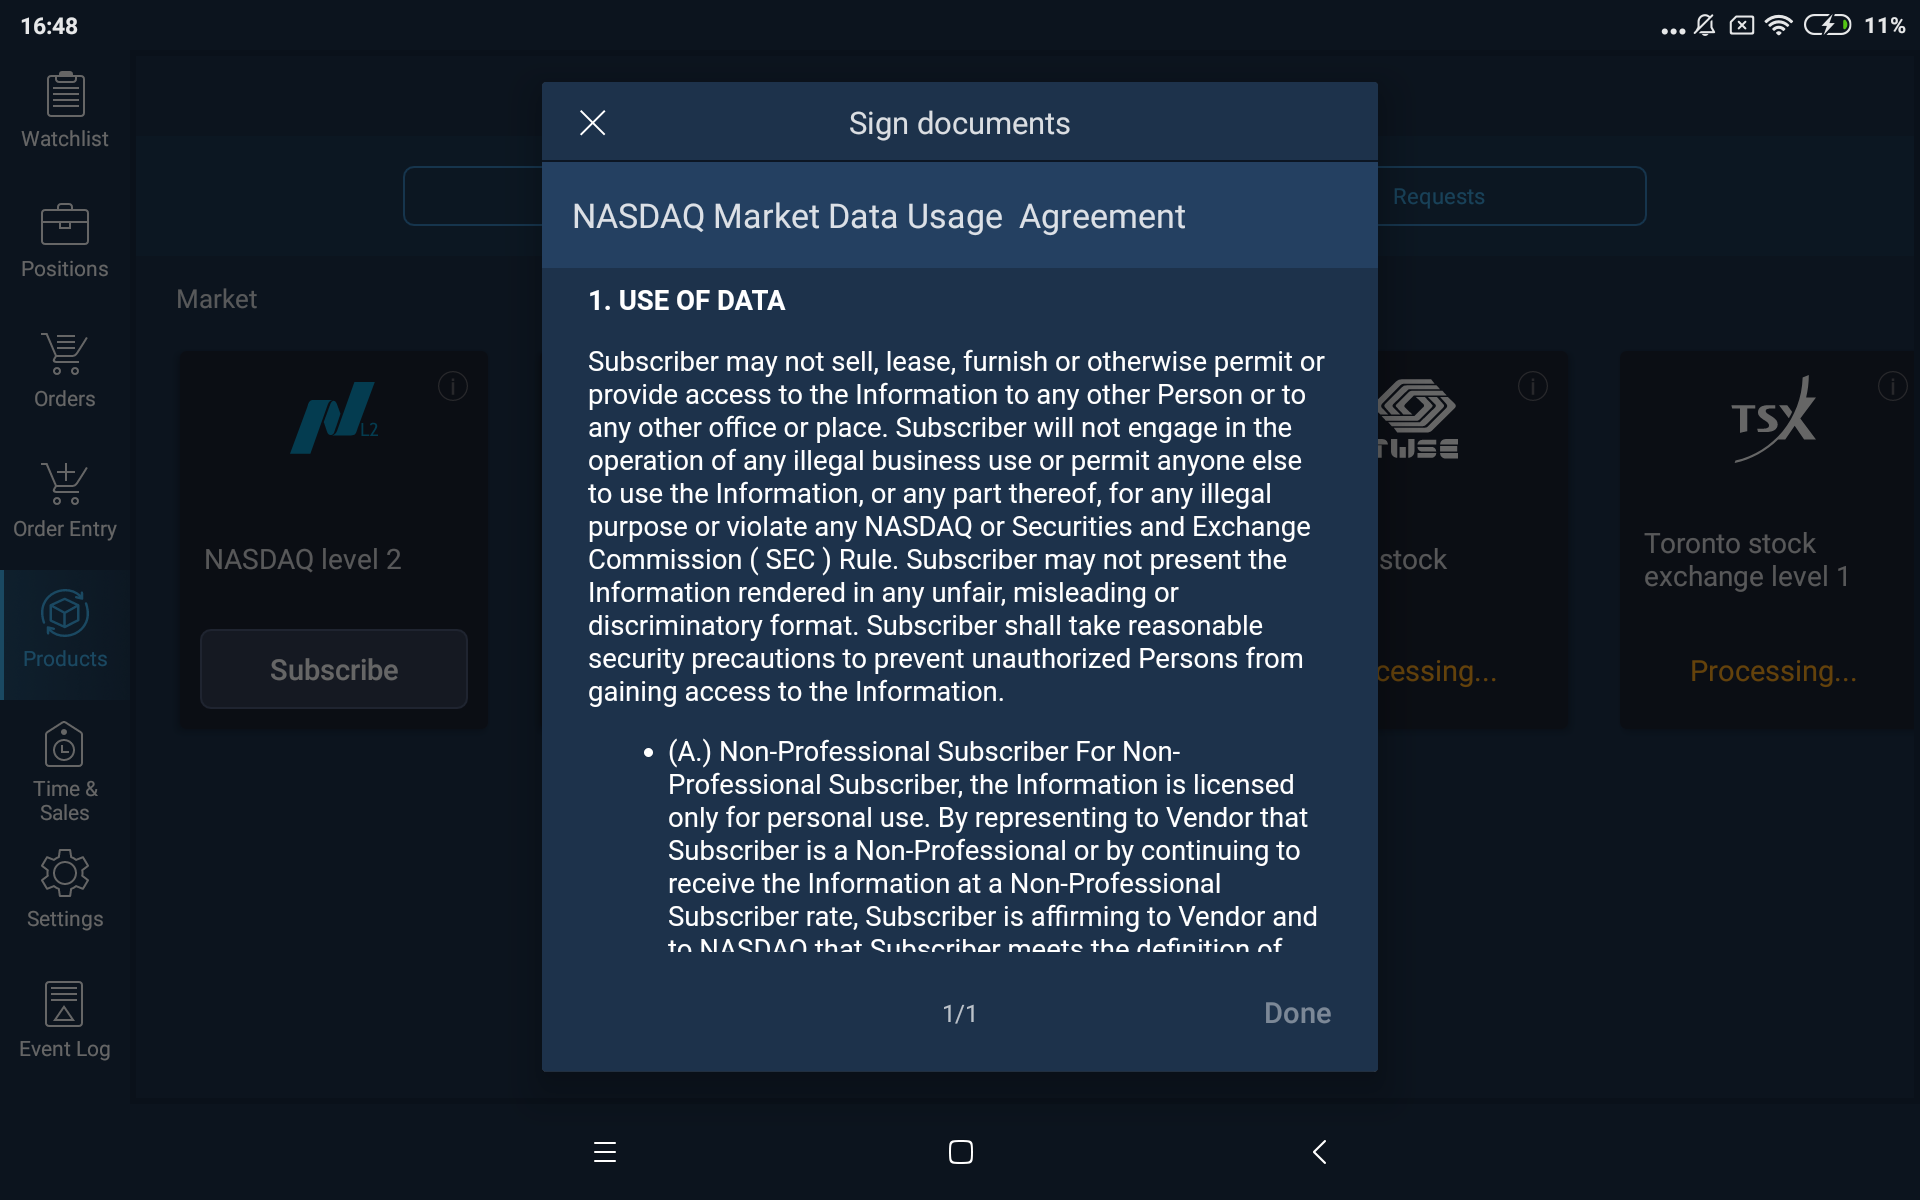 16:48
11%
Watchlist
Positions
Orders
Order Entry
Products
Time &
Sales
Settings
Event Log
Requests
Market
L2
NASDAQ level 2
Subscribe
TWSE
stock
cessing...
TSX
Toronto stock
exchange level 1
Processing...
Sign documents
NASDAQ Market Data Usage  Agreement
1. USE OF DATA
Subscriber may not sell, lease, furnish or otherwise permit or
provide access to the Information to any other Person or to
any other office or place. Subscriber will not engage in the
operation of any illegal business use or permit anyone else
to use the Information, or any part thereof, for any illegal
purpose or violate any NASDAQ or Securities and Exchange
Commission ( SEC ) Rule. Subscriber may not present the
Information rendered in any unfair, misleading or
discriminatory format. Subscriber shall take reasonable
security precautions to prevent unauthorized Persons from
gaining access to the Information.
• (A.) Non-Professional Subscriber For Non-
Professional Subscriber, the Information is licensed
only for personal use. By representing to Vendor that
Subscriber is a Non-Professional or by continuing to
receive the Information at a Non-Professional
Subscriber rate, Subscriber is affirming to Vendor and
to NASDAQ that Subscriber meets the definition of
1/1
Done